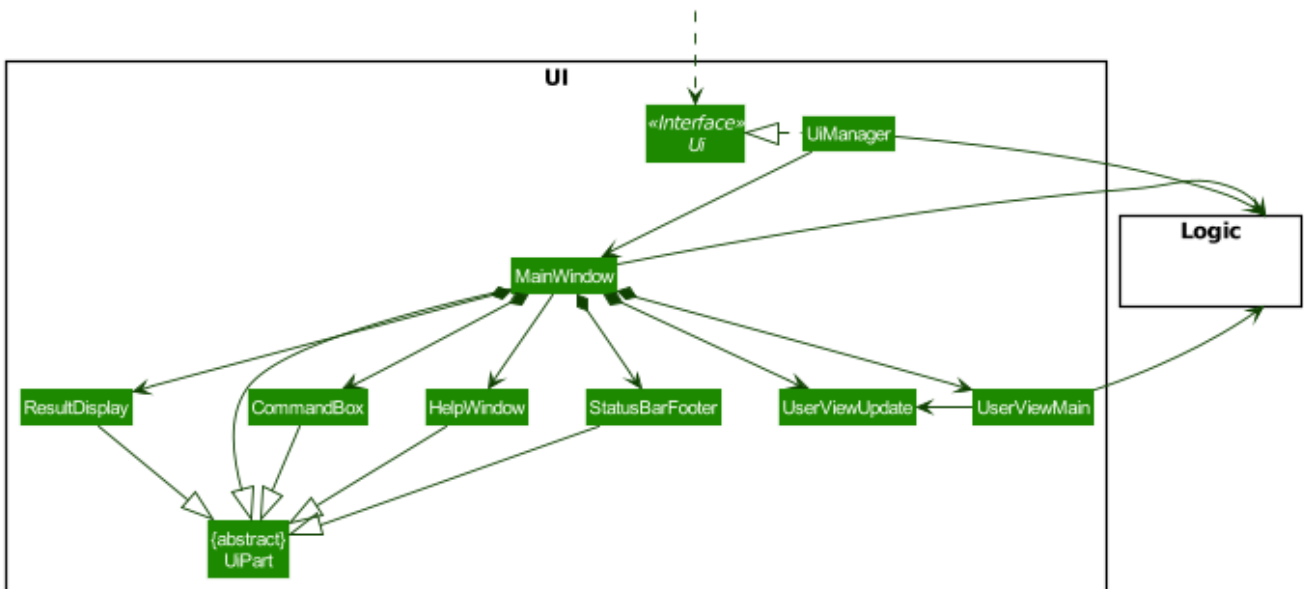 UI
«Interface»
Ui
UiManager
Logic
MainWindow
ResultDisplay
CommandBox
HelpWindow
StatusBarFooter
UserViewUpdate
UserViewMain
{abstract}
UiPart